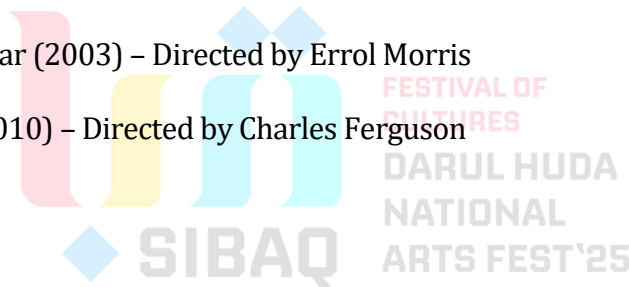 ar (2003) – Directed by Errol Morris
FESTIVAL OF
CULTURES
010) – Directed by Charles Ferguson
DARUL HUDA
NATIONAL
SIBAQ
ARTS FEST'25